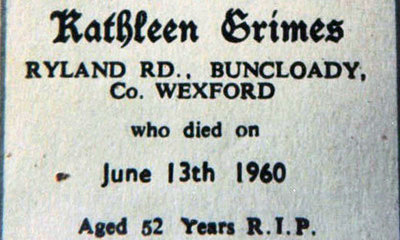 Kathleen Grimes
RYLAND RD., BUNCLOADY,
Co. WEXFORD
who died on
June 13th 1960
Aged 52 Years R.I.P.